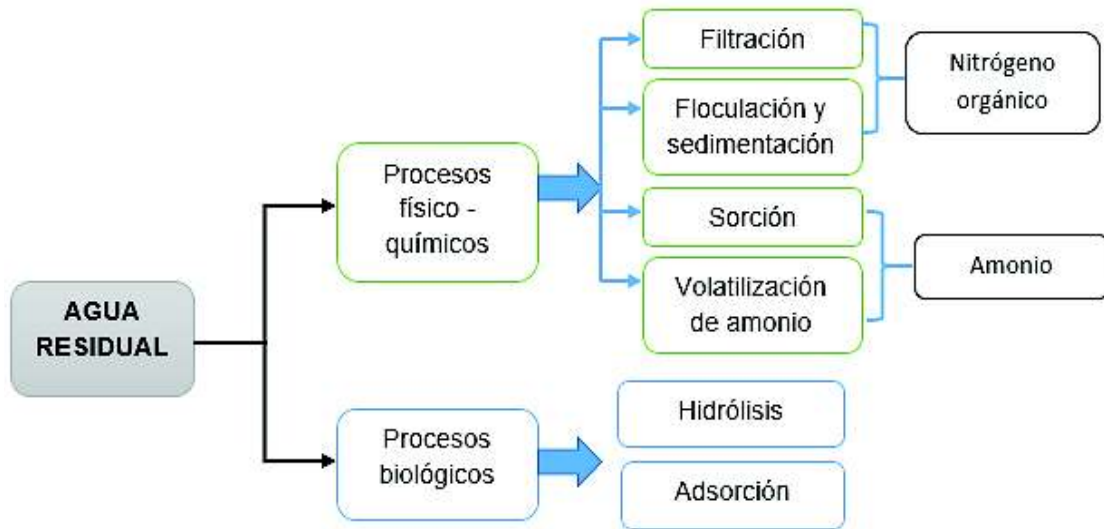 AGUA
RESIDUAL
Procesos
físico -
químicos
Filtración
Floculación y
sedimentación
Nitrógeno
orgánico
Sorción
Volatilización
de amonio
Amonio
Procesos
biológicos
Hidrólisis
Adsorción